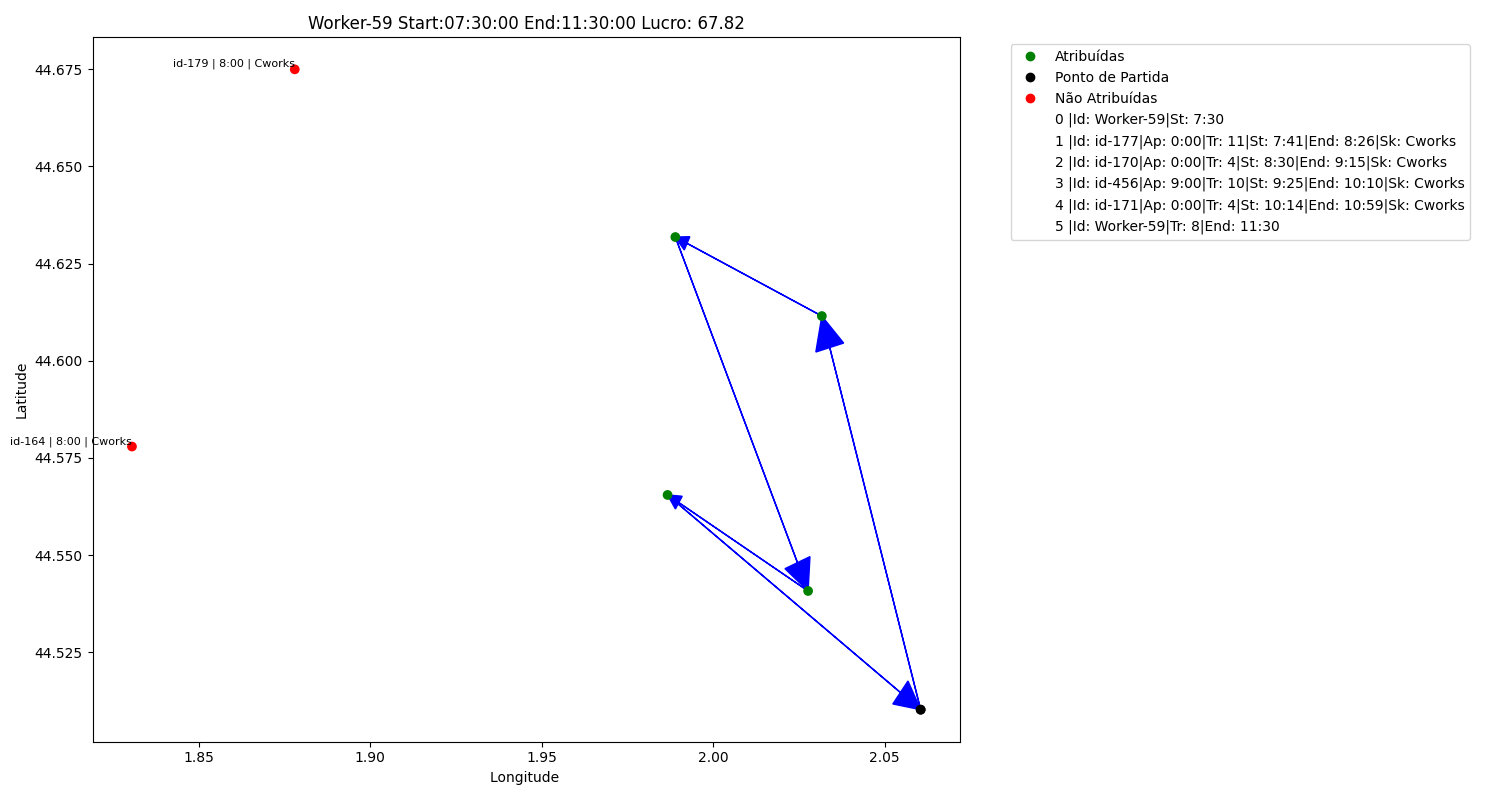 Worker-59 Start:07:30:00 End:11:30:00 Lucro: 67.82
44.675
44.650
44.625
44.600
44.575
44.550
44.525
Latitude
id-179 | 8:00 | Cworks
id-164 | 8:00 | Cworks
1.85
1.90
1.95
2.00
2.05
Longitude
Atribuídas
Ponto de Partida
Não Atribuídas
0 |Id: Worker-59|St: 7:30
1 |Id: id-177|Ap: 0:00|Tr: 11|St: 7:41|End: 8:26|Sk: Cworks
2 |Id: id-170|Ap: 0:00|Tr: 4|St: 8:30|End: 9:15|Sk: Cworks
3 |Id: id-456|Ap: 9:00|Tr: 10|St: 9:25|End: 10:10|Sk: Cworks
4 |Id: id-171|Ap: 0:00|Tr: 4|St: 10:14|End: 10:59|Sk: Cworks
5 |Id: Worker-59|Tr: 8|End: 11:30